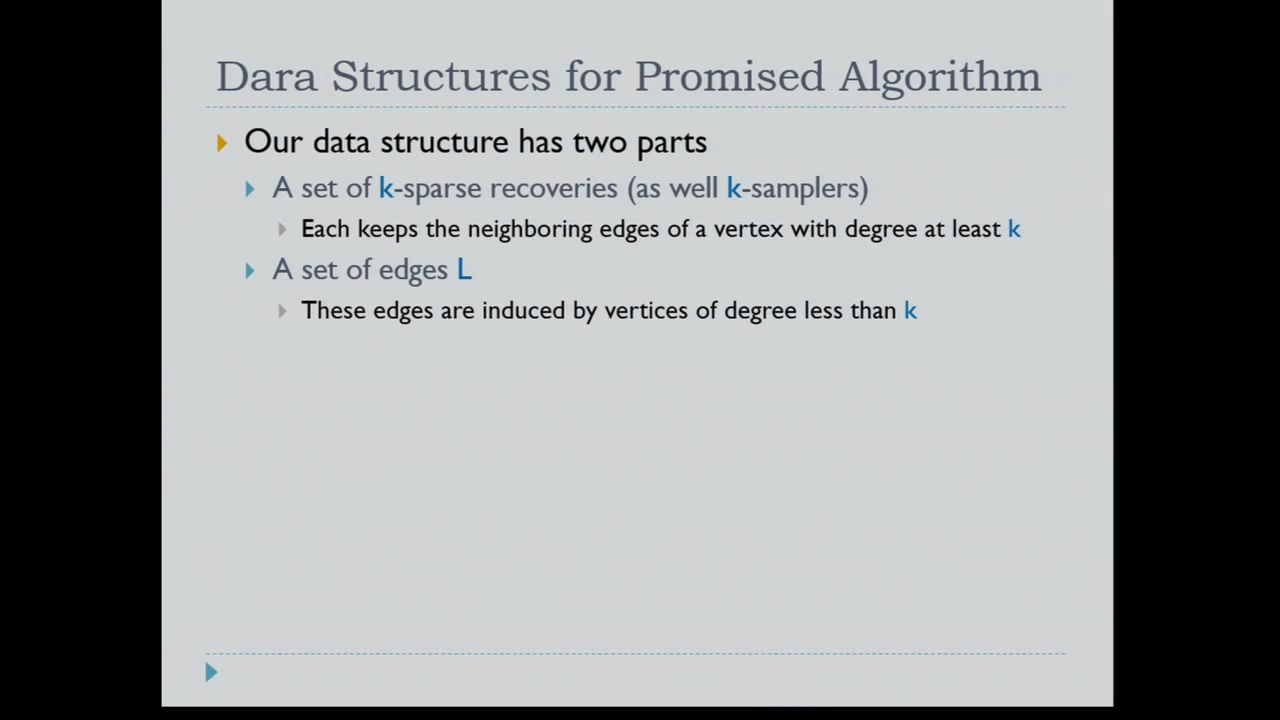 Dara Structures for Promised Algorithm
Our data structure has two parts
A set of k-sparse recoveries (as well k-samplers)
Each keeps the neighboring edges of a vertex with degree at least k
A set of edges L
These edges are induced by vertices of degree less than k